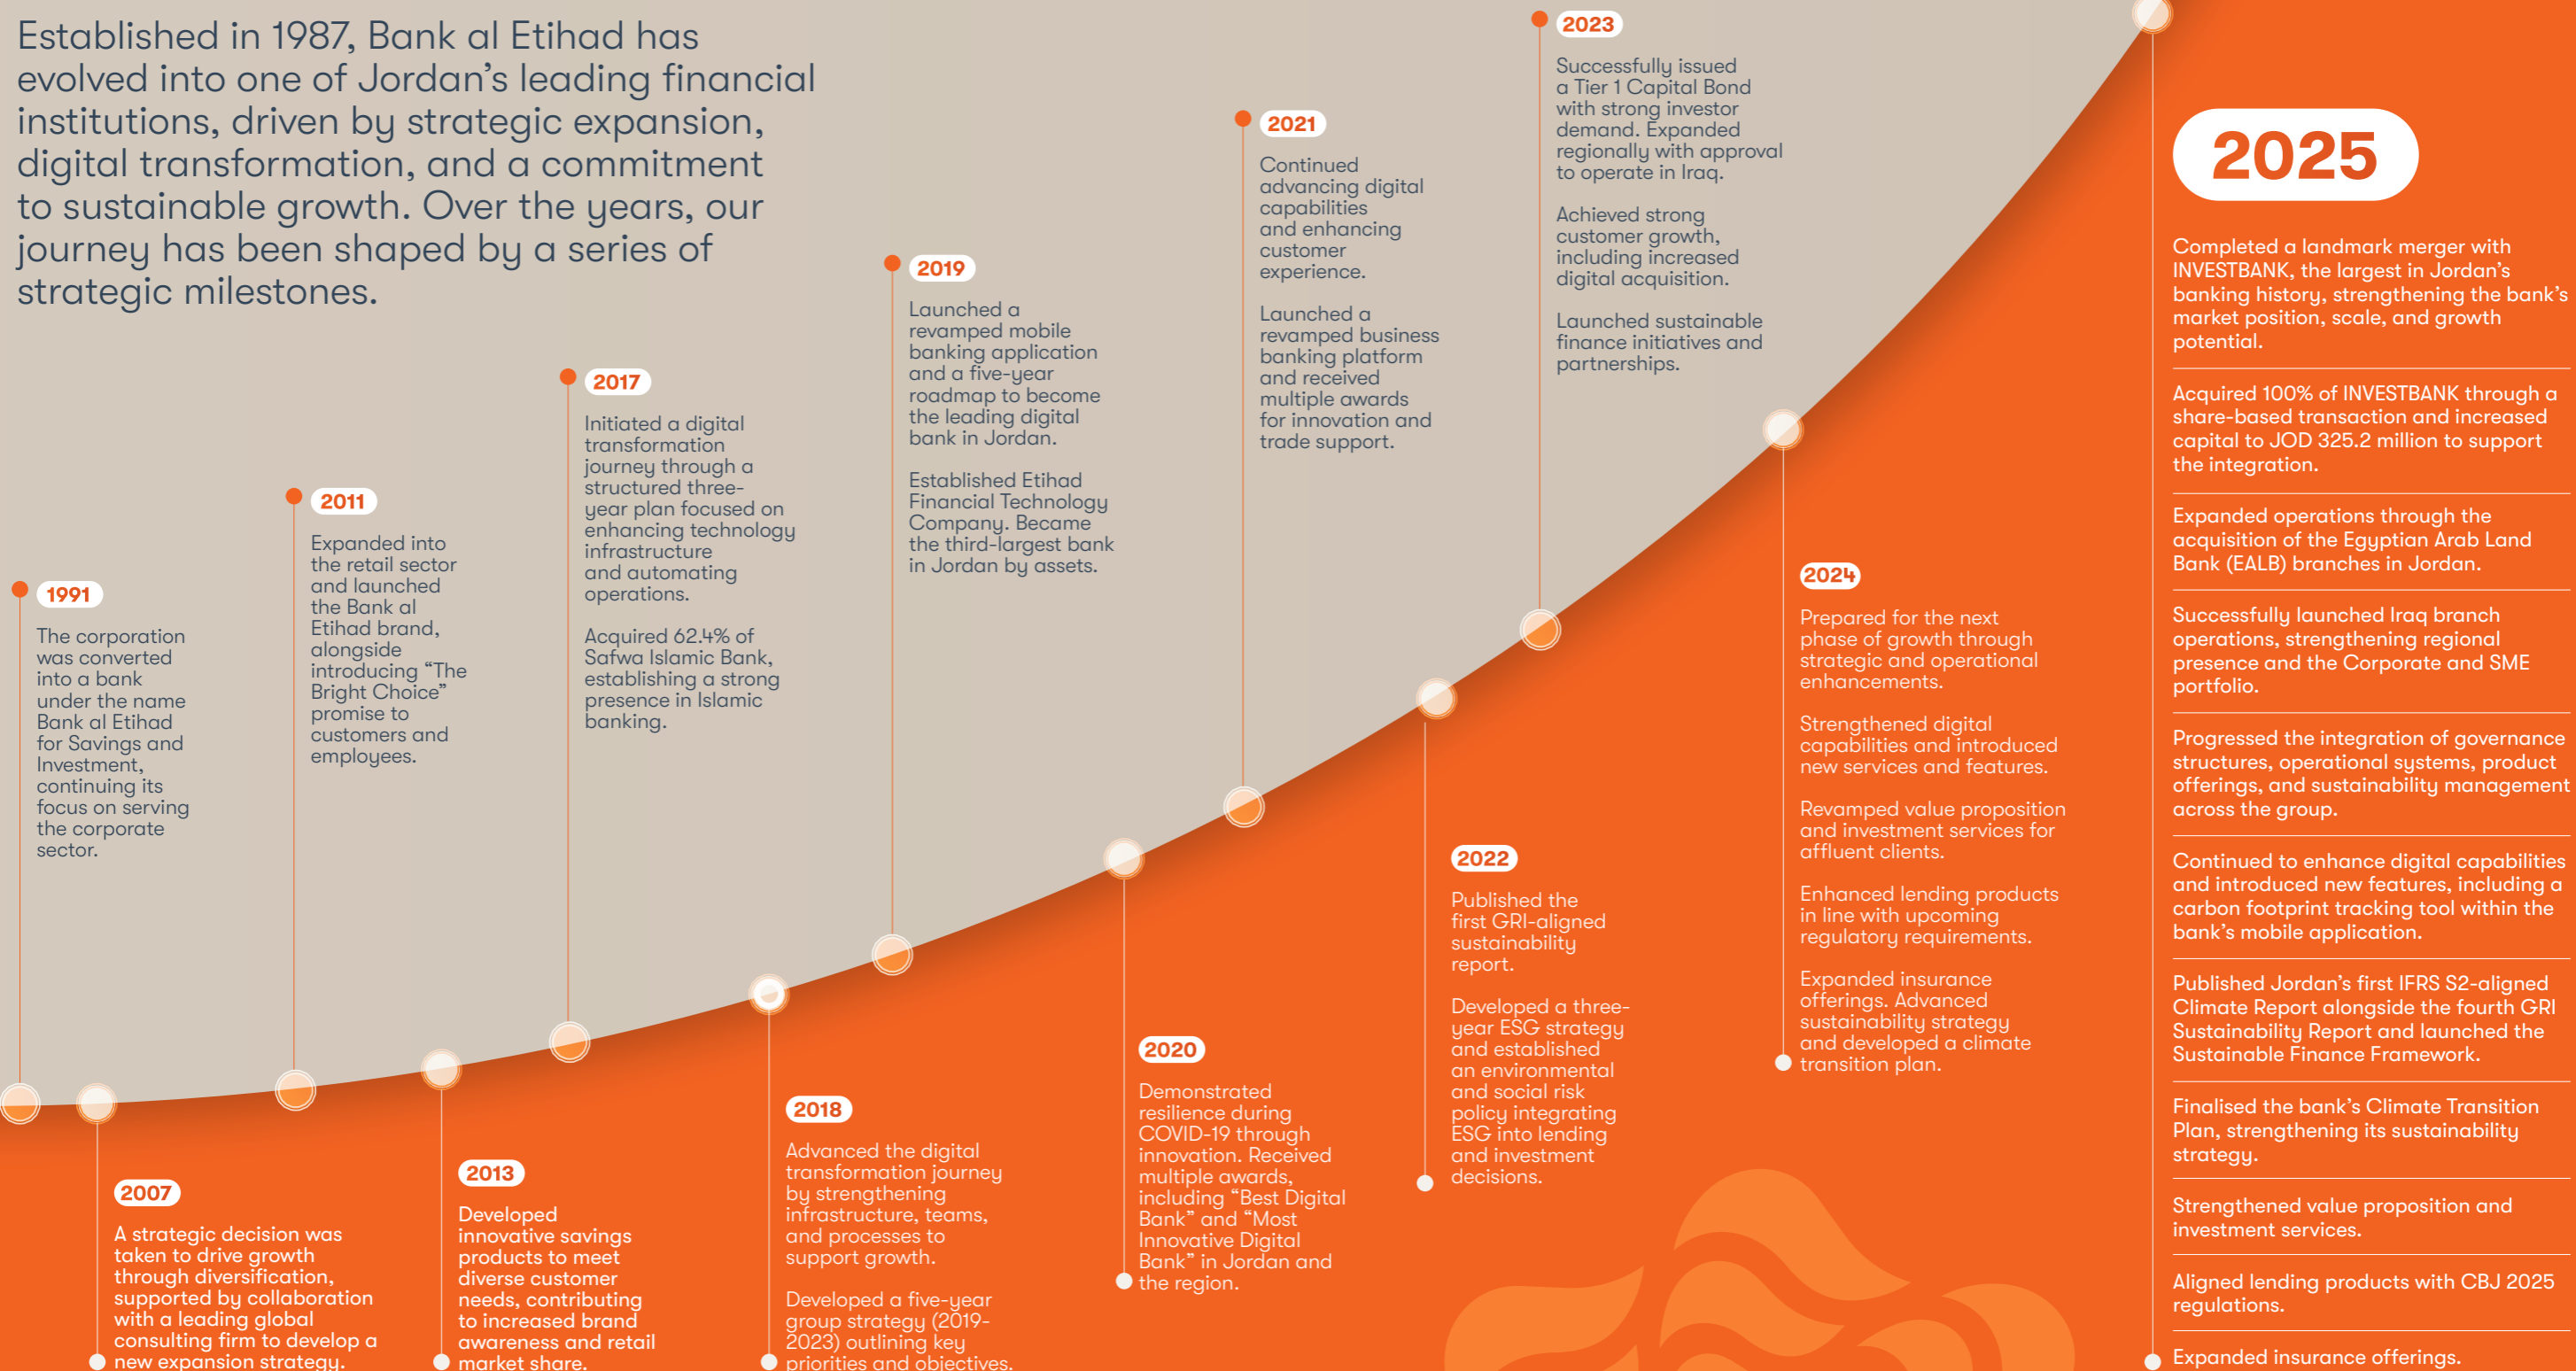 Established in 1987, Bank al Etihad has
evolved into one of Jordan's leading financial
institutions, driven by strategic expansion,
digital transformation, and a commitment
to sustainable growth. Over the years, our
journey has been shaped by a series of
strategic milestones.
1991
The corporation
was converted
into a bank
under the name
Bank al Etihad
for Savings and
Investment,
continuing its
focus on serving
the corporate
sector.
2007
A strategic decision was
taken to drive growth
through diversification,
supported by collaboration
with a leading global
consulting firm to develop a
new expansion strategy.
2011
Expanded into
the retail sector
and launched
the Bank al
Etihad brand,
alongside
introducing “The
Bright Choice”
promise to
customers and
employees.
2013
Developed
innovative savings
products to meet
diverse customer
needs, contributing
to increased brand
awareness and retail
market share.
2017
Initiated a digital
transformation
journey through a
structured three-
year plan focused on
enhancing technology
infrastructure
and automating
operations.
Acquired 62.4% of
Safwa Islamic Bank,
establishing a strong
presence in Islamic
banking.
2018
Advanced the digital
transformation journey
by strengthening
infrastructure, teams,
and processes to
support growth.
Developed a five-year
group strategy (2019-
2023) outlining key
priorities and objectives.
2019
Launched a
revamped mobile
banking application
and a five-year
roadmap to become
the leading digital
bank in Jordan.
Established Etihad
Financial Technology
Company. Became
the third-largest bank
in Jordan by assets.
2020
Demonstrated
resilience during
COVID-19 through
innovation. Received
multiple awards,
including “Best Digital
Bank” and “Most
Innovative Digital
Bank” in Jordan and
the region.
2021
Continued
advancing digital
capabilities
and enhancing
customer
experience.
Launched a
revamped business
banking platform
and received
multiple awards
for innovation and
trade support.
2022
Published the
first GRI-aligned
sustainability
report.
Developed a three-
year ESG strategy
and established
an environmental
and social risk
policy integrating
ESG into lending
and investment
decisions.
2023
Successfully issued
a Tier 1 Capital Bond
with strong investor
demand. Expanded
regionally with approval
to operate in Iraq.
Achieved strong
customer growth,
including increased
digital acquisition.
Launched sustainable
finance initiatives and
partnerships.
2024
Prepared for the next
phase of growth through
strategic and operational
enhancements.
Strengthened digital
capabilities and introduced
new services and features.
Revamped value proposition
and investment services for
affluent clients.
Enhanced lending products
in line with upcoming
regulatory requirements.
Expanded insurance
offerings. Advanced
sustainability strategy
and developed a climate
transition plan.
2025
Completed a landmark merger with
INVESTBANK, the largest in Jordan's
banking history, strengthening the bank's
market position, scale, and growth
potential.
Acquired 100% of INVESTBANK through a
share-based transaction and increased
capital to JOD 325.2 million to support
the integration.
Expanded operations through the
acquisition of the Egyptian Arab Land
Bank (EALB) branches in Jordan.
Successfully launched Iraq branch
operations, strengthening regional
presence and the Corporate and SME
portfolio.
Progressed the integration of governance
structures, operational systems, product
offerings, and sustainability management
across the group.
Continued to enhance digital capabilities
and introduced new features, including a
carbon footprint tracking tool within the
bank's mobile application.
Published Jordan's first IFRS S2-aligned
Climate Report alongside the fourth GRI
Sustainability Report and launched the
Sustainable Finance Framework.
Finalised the bank's Climate Transition
Plan, strengthening its sustainability
strategy.
Strengthened value proposition and
investment services.
Aligned lending products with CBJ 2025
regulations.
Expanded insurance offerings.